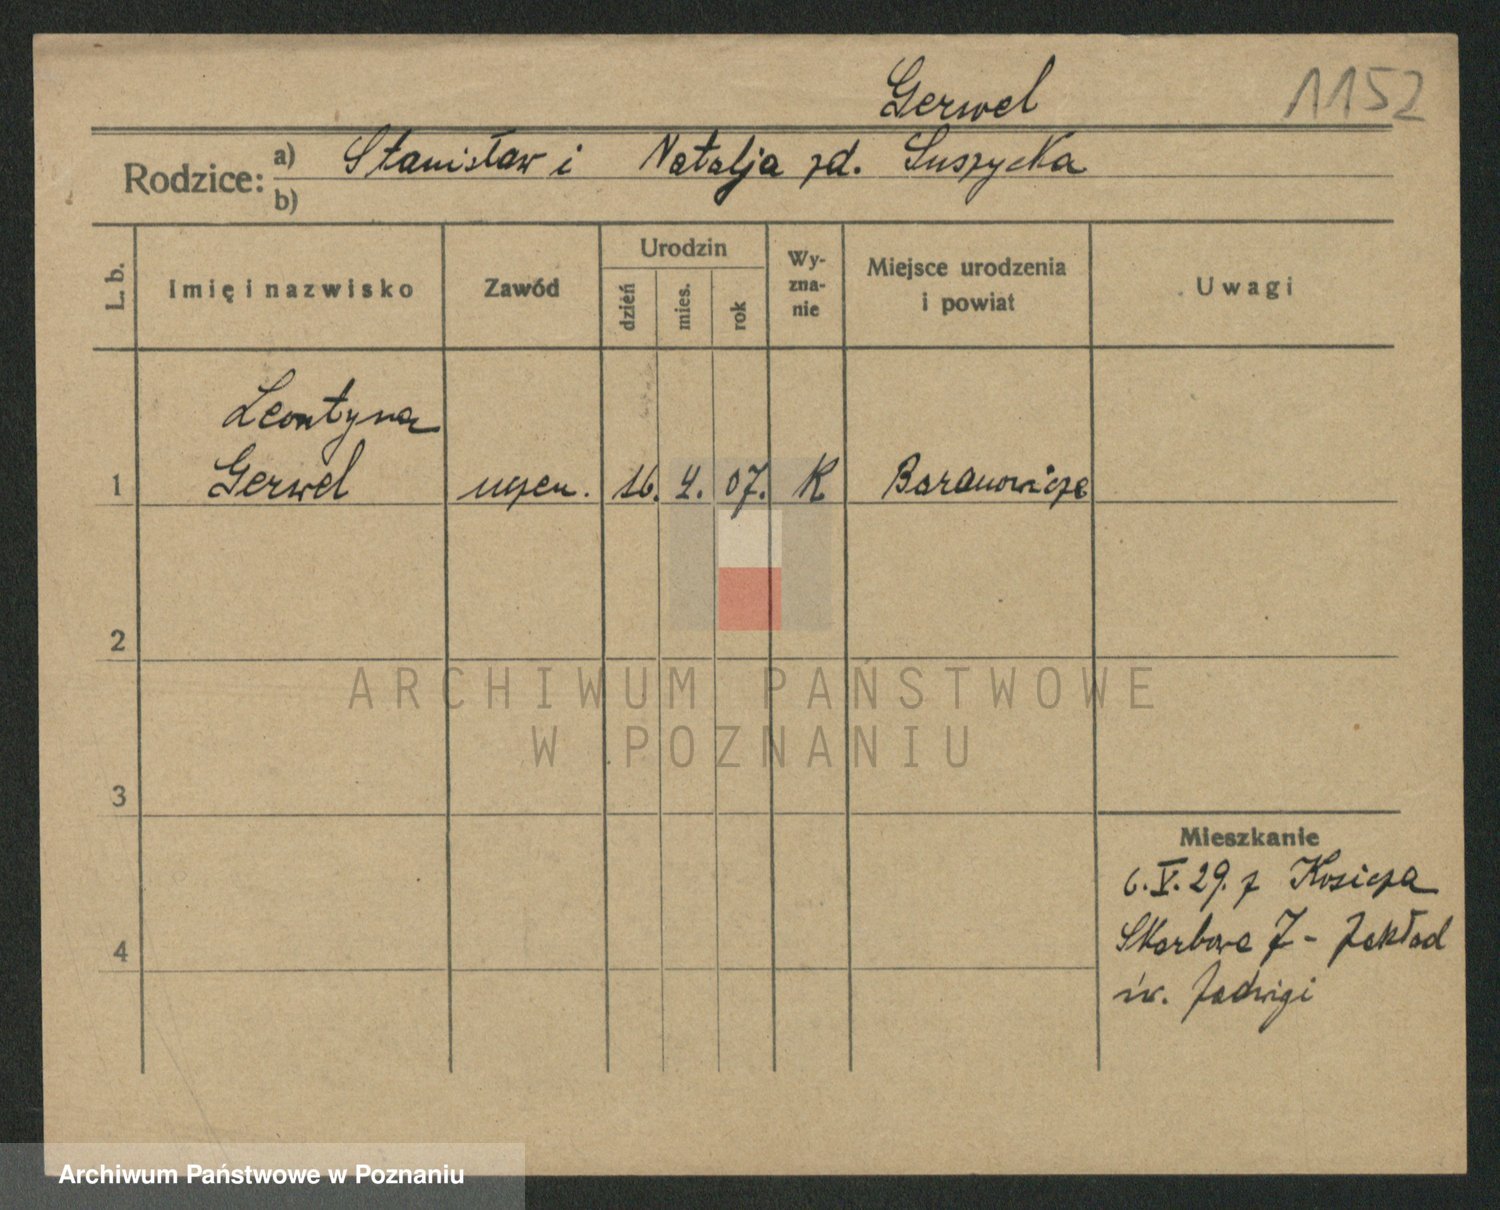 Gerwel
1152
Rodzice: a) Stanisław i Natalja zd. Suszycka
b)
L. b. Imię i nazwisko Zawód Urodzin dzień mies. rok Wy-zna-nie Miejsce urodzenia i powiat Uwagi
Leontyna
1 Gerwel uczen. 16. 4. 07. K Baranowicze
2
ARCHIWUM PAŃSTWOWE
W POZNANIU
3
Mieszkanie
6.V.29. z Kosicza
4 Skarbowa 7 - Zakład
św. Jadwigi
Archiwum Państwowe w Poznaniu